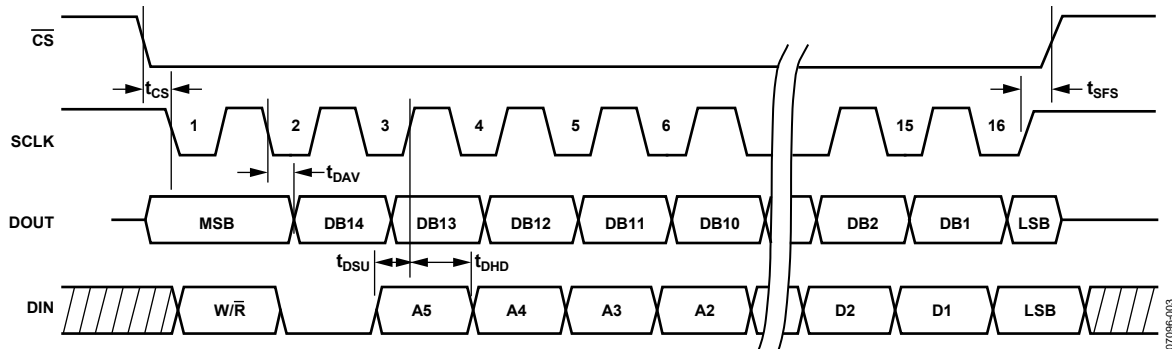 CS
tCS
tSFS
SCLK
1 2 3 4 5 6 15 16
tDAV
DOUT
MSB DB14 DB13 DB12 DB11 DB10 DB2 DB1 LSB
tDSU tDHD
DIN
W/R A5 A4 A3 A2 D2 D1 LSB
07096-003